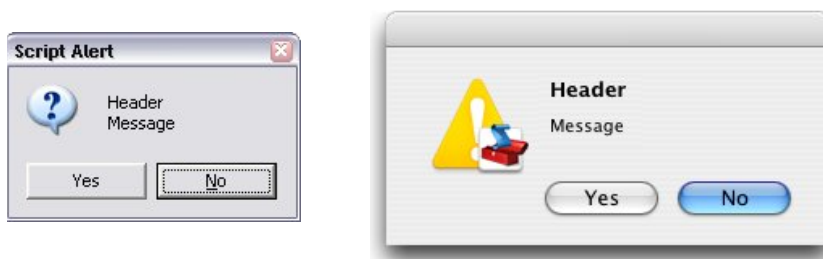 Script Alert
Header
Message
Yes No
Header
Message
Yes No